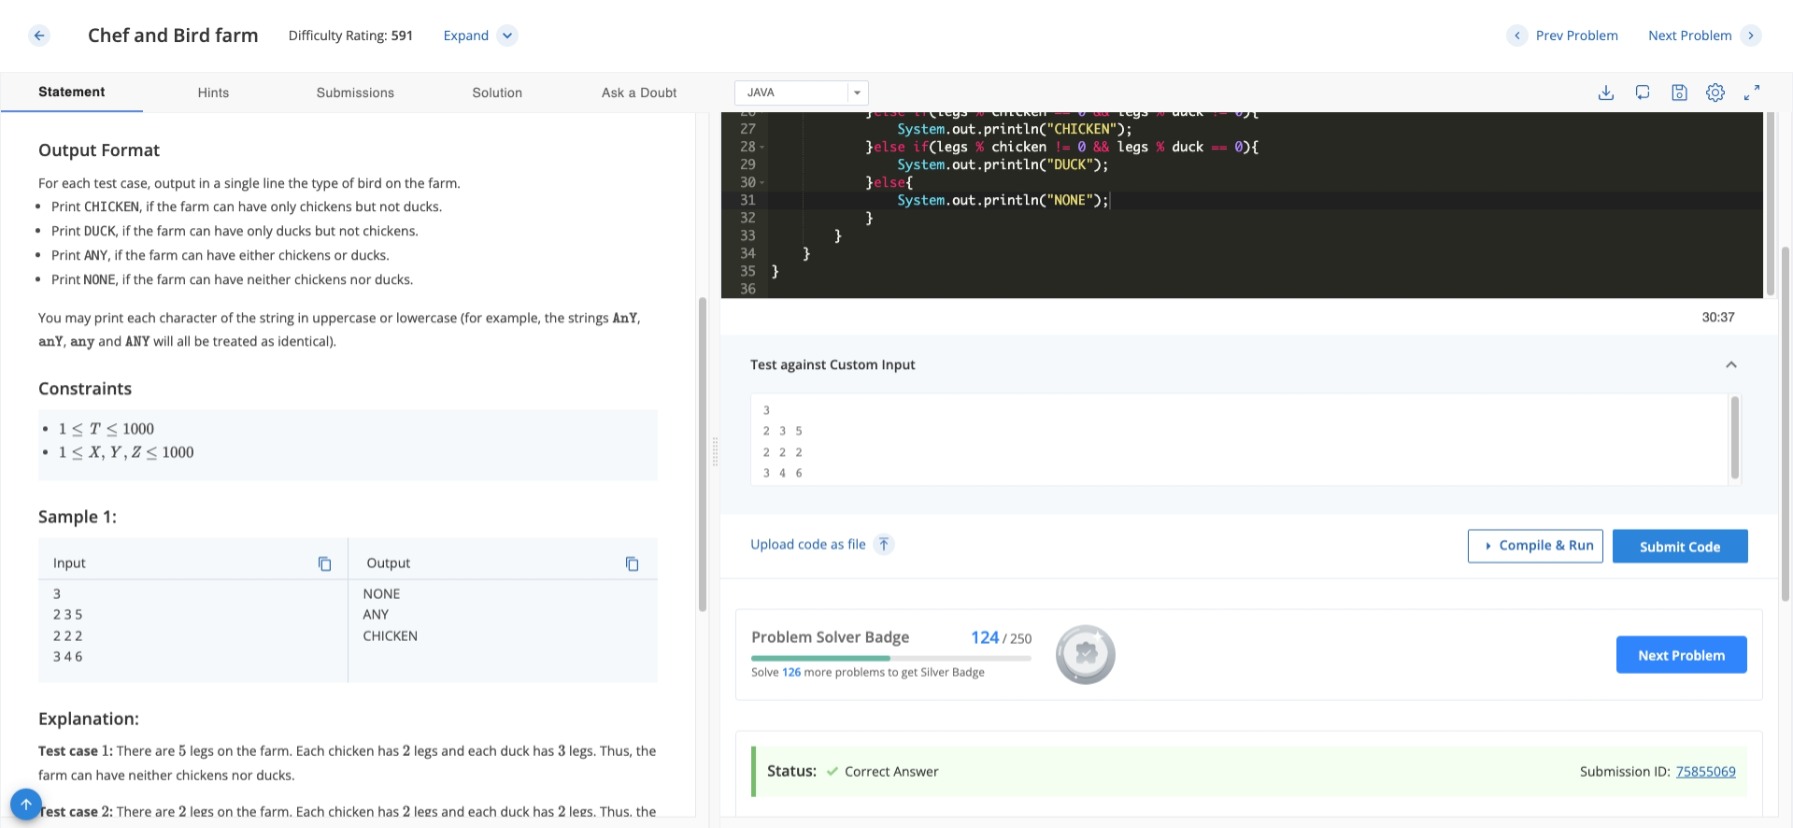 Chef and Bird farm
Difficulty Rating: 591
Expand
Prev Problem
Next Problem
Statement
Hints
Submissions
Solution
Ask a Doubt
JAVA
Output Format
For each test case, output in a single line the type of bird on the farm.
• Print CHICKEN, if the farm can have only chickens but not ducks.
• Print DUCK, if the farm can have only ducks but not chickens.
• Print ANY, if the farm can have either chickens or ducks.
• Print NONE, if the farm can have neither chickens nor ducks.
You may print each character of the string in uppercase or lowercase (for example, the strings AnY,
anY, any and ANY will all be treated as identical).
Constraints
• 1 ≤ T ≤ 1000
• 1 ≤ X, Y, Z ≤ 1000
Sample 1:
Input
Output
3
2 3 5
2 2 2
3 4 6
NONE
ANY
CHICKEN
Explanation:
Test case 1: There are 5 legs on the farm. Each chicken has 2 legs and each duck has 3 legs. Thus, the
farm can have neither chickens nor ducks.
Test case 2: There are 2 legs on the farm. Each chicken has 2 legs and each duck has 2 legs. Thus, the
26 }else if(legs % chicken == 0 && legs % duck != 0){
27 System.out.println("CHICKEN");
28 }else if(legs % chicken != 0 && legs % duck == 0){
29 System.out.println("DUCK");
30 }else{
31 System.out.println("NONE");
32 }
33 }
34 }
35 }
36
30:37
Test against Custom Input
3
2 3 5
2 2 2
3 4 6
Upload code as file
Compile & Run
Submit Code
Problem Solver Badge
124 / 250
Solve 126 more problems to get Silver Badge
Next Problem
Status: Correct Answer
Submission ID: 75855069